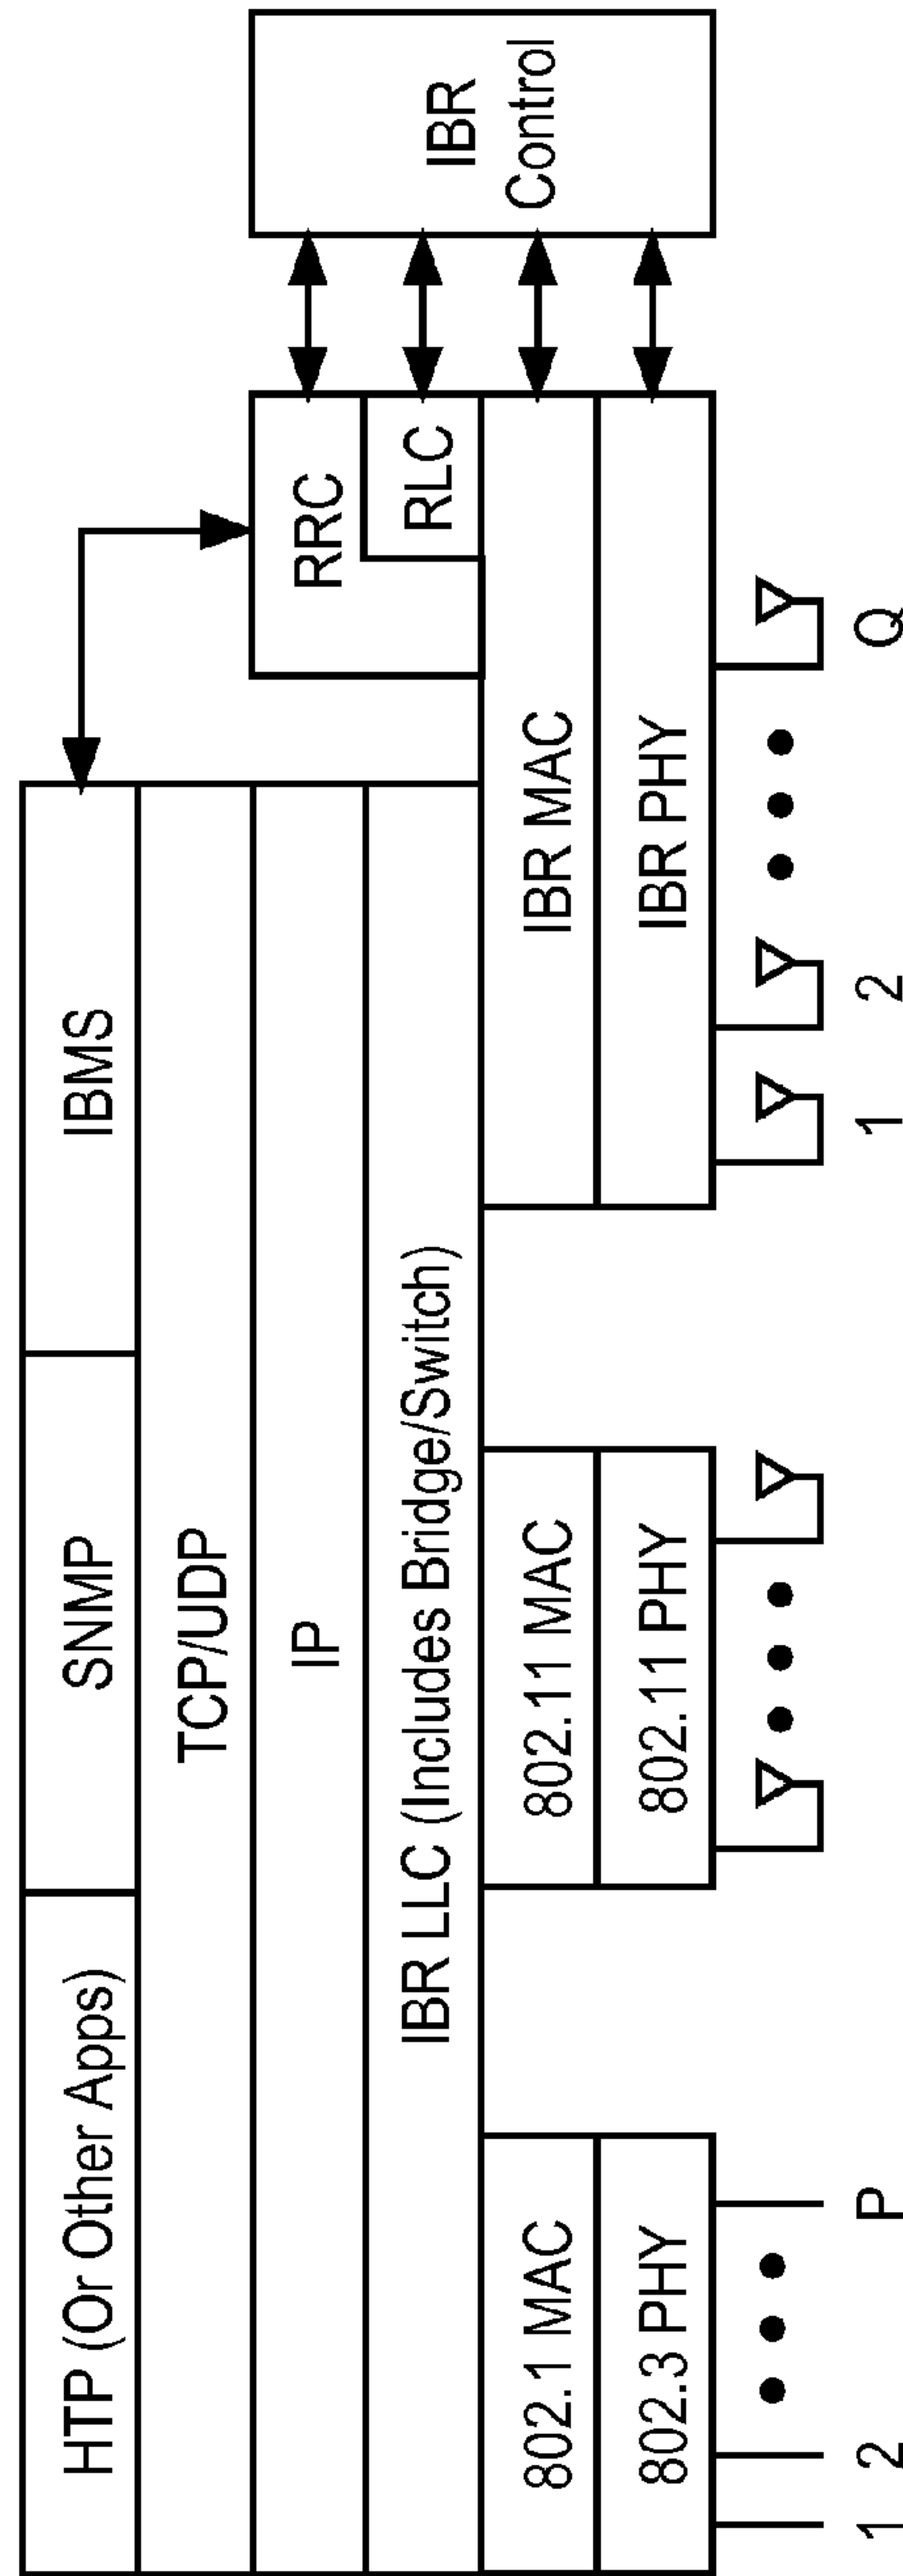 HTP (Or Other Apps)
SNMP
IBMS
TCP/UDP
IP
IBR LLC (Includes Bridge/Switch)
RRC
RLC
IBR
Control
802.1 MAC
802.11 MAC
IBR MAC
802.3 PHY
802.11 PHY
IBR PHY
1 2 P
1 2 Q